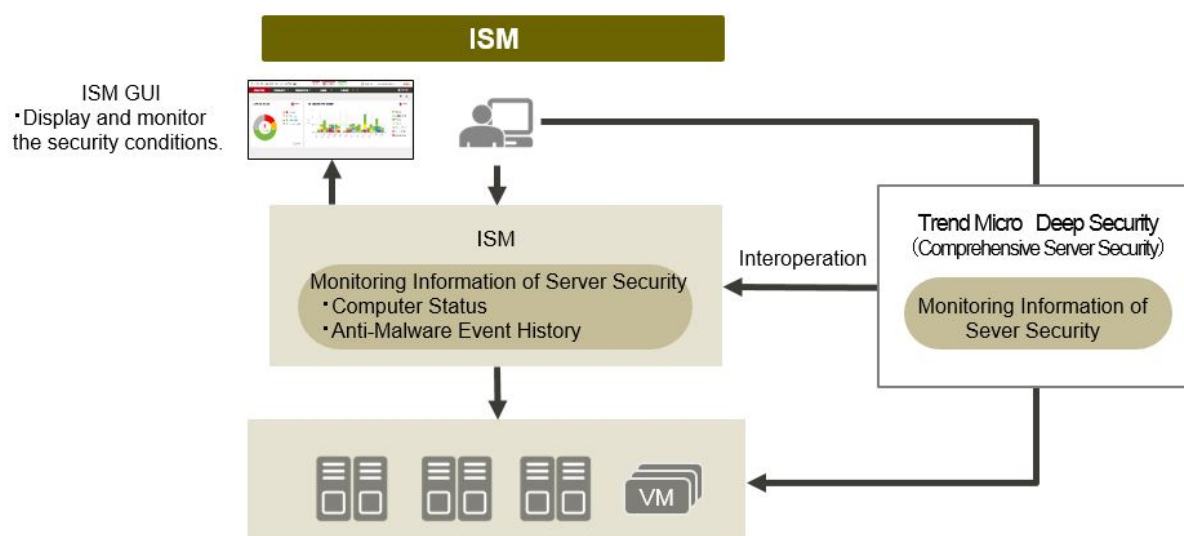 ISM
ISM GUI
・Display and monitor
the security conditions.
ISM
Monitoring Information of Server Security
・Computer Status
・Anti-Malware Event History
Interoperation
Trend Micro Deep Security
(Comprehensive Server Security)
Monitoring Information of
Sever Security
VM